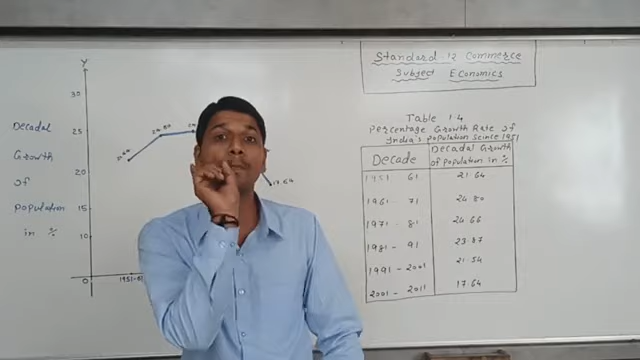 Standard-12 Commerce
Subject Economics
Table 1.4
Percentage Growth Rate of
India's Population Seince 1951
Decade
Decadal Growth
of population in %
1951 61 21.64
1961- 71 24.80
1971- 81 24.66
1981- 91 23.87
1991-2001 21.54
2001- 2011 17.64
Y
Decadal
Growth
of
population
in %
30
25
20
15
10
0
24.80
17.64